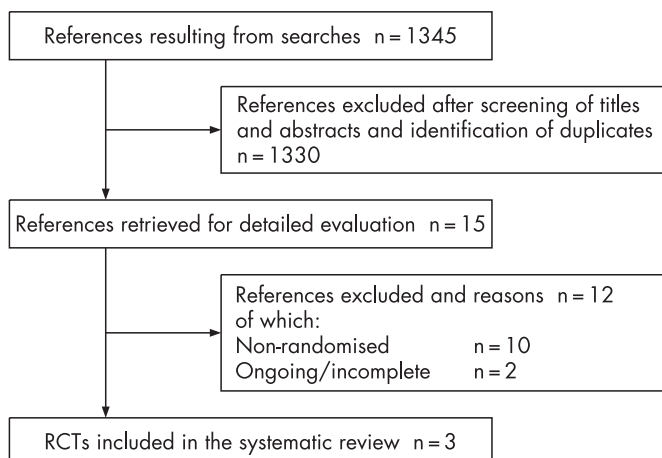 References resulting from searches n = 1345
References excluded after screening of titles
and abstracts and identification of duplicates
n = 1330
References retrieved for detailed evaluation n = 15
References excluded and reasons n = 12
of which:
Non-randomised n = 10
Ongoing/incomplete n = 2
RCTs included in the systematic review n = 3